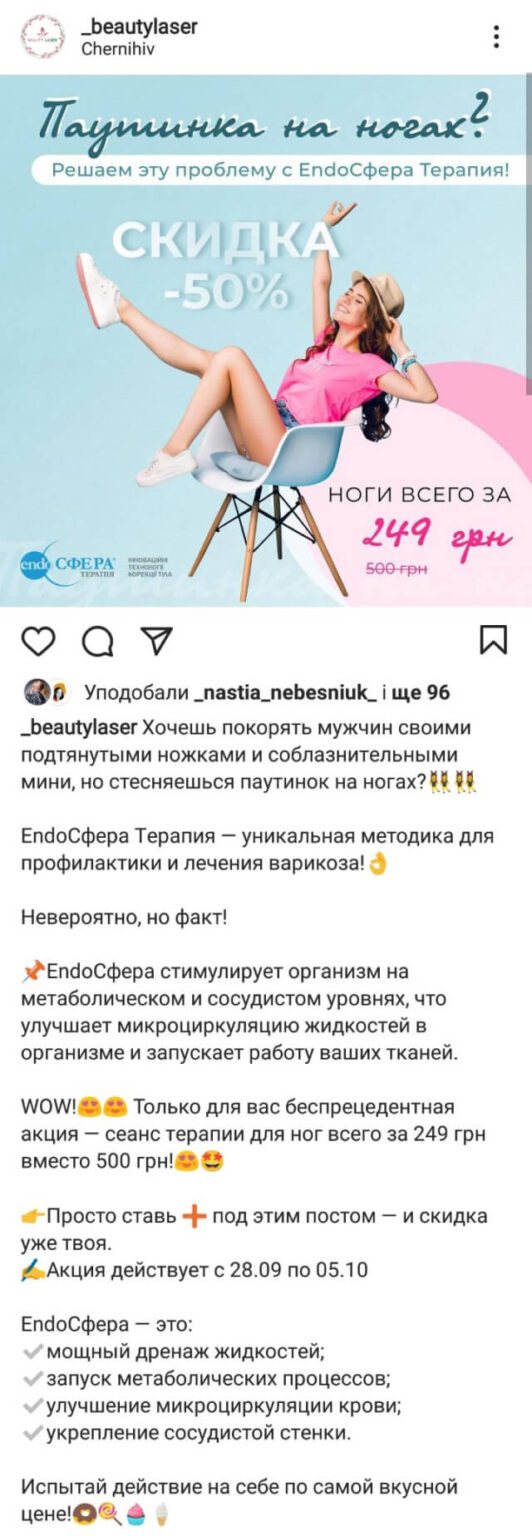 _beautylaser
Chernihiv
BEAUTY LASER
Паутинка на ногах?
Решаем эту проблему с EndoСфера Терапия!
СКИДКА
-50%
НОГИ ВСЕГО ЗА
249 грн
500 грн
endo СФЕРА
ТЕРАПІЯ
ІННОВАЦІЙНІ
ТЕХНОЛОГІЇ
КОРЕКЦІЇ ТІЛА
Уподобали _nastia_nebesniuk_ і ще 96
_beautylaser Хочешь покорять мужчин своими
подтянутыми ножками и соблазнительными
мини, но стесняешься паутинок на ногах?👯👯
EndoСфера Терапия — уникальная методика для
профилактики и лечения варикоза!👌
Невероятно, но факт!
📌EndoСфера стимулирует организм на
метаболическом и сосудистом уровнях, что
улучшает микроциркуляцию жидкостей в
организме и запускает работу ваших тканей.
WOW!😍😍 Только для вас беспрецедентная
акция — сеанс терапии для ног всего за 249 грн
вместо 500 грн!😍🤩
👉Просто ставь ➕ под этим постом — и скидка
уже твоя.
✍Акция действует с 28.09 по 05.10
EndoСфера — это:
✔мощный дренаж жидкостей;
✔запуск метаболических процессов;
✔улучшение микроциркуляции крови;
✔укрепление сосудистой стенки.
Испытай действие на себе по самой вкусной
цене!🍩🍭🧁🍦